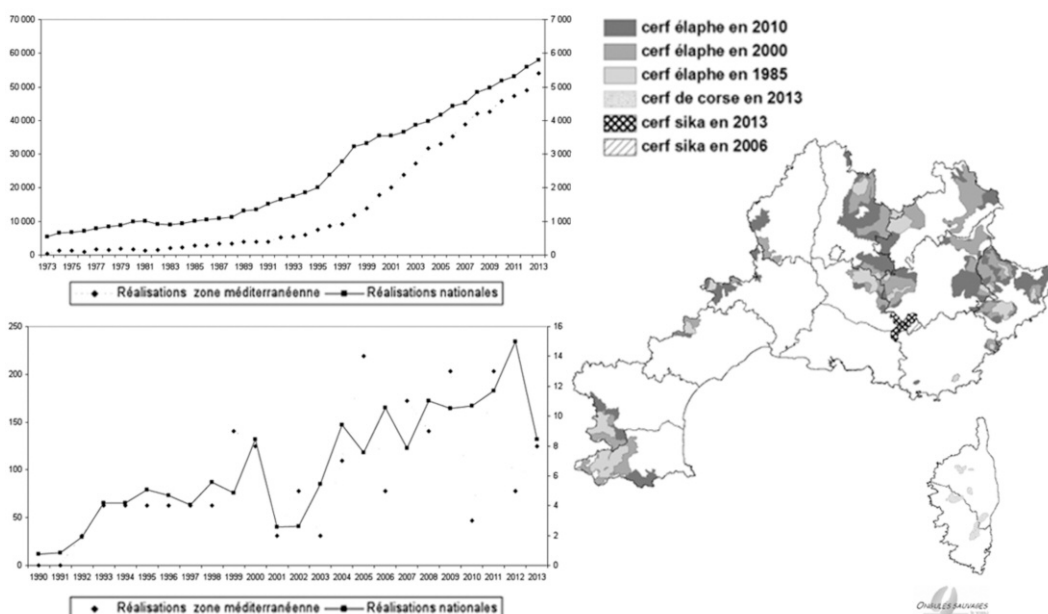 70 000
60 000
50 000
40 000
30 000
20 000
10 000
0
7 000
6 000
5 000
4 000
3 000
2 000
1 000
0
1973 1975 1977 1979 1981 1983 1985 1987 1989 1991 1993 1995 1997 1999 2001 2003 2005 2007 2009 2011 2013
Réalisations zone méditerranéenne Réalisations nationales
250
200
150
100
50
0
16
14
12
10
8
6
4
2
0
1990 1991 1992 1993 1994 1995 1996 1997 1998 1999 2000 2001 2002 2003 2004 2005 2006 2007 2008 2009 2010 2011 2012 2013
Réalisations zone méditerranéenne Réalisations nationales
cerf élaphe en 2010
cerf élaphe en 2000
cerf élaphe en 1985
cerf de corse en 2013
cerf sika en 2013
cerf sika en 2006
ONGULÉS SAUVAGES